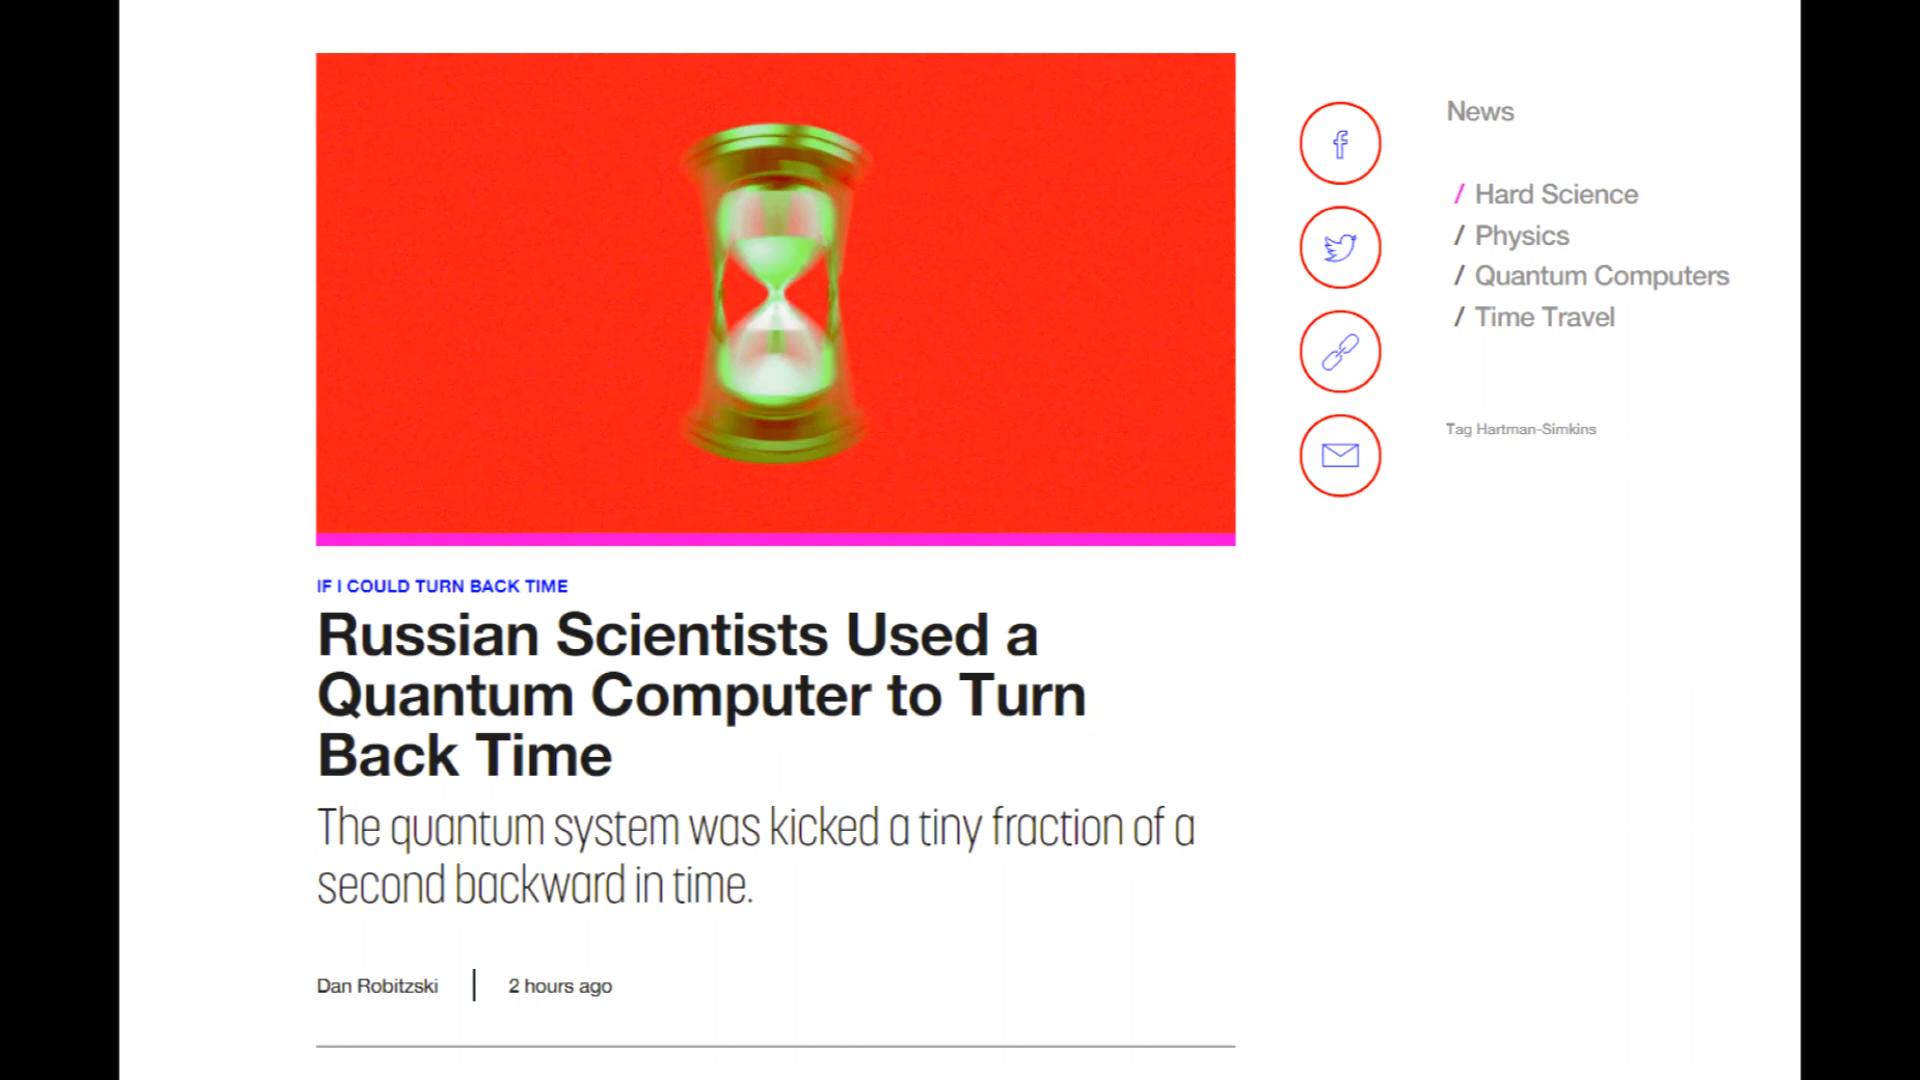 News
/ Hard Science
/ Physics
/ Quantum Computers
/ Time Travel
Tag Hartman-Simkins
IF I COULD TURN BACK TIME
Russian Scientists Used a
Quantum Computer to Turn
Back Time
The quantum system was kicked a tiny fraction of a
second backward in time.
Dan Robitzski | 2 hours ago